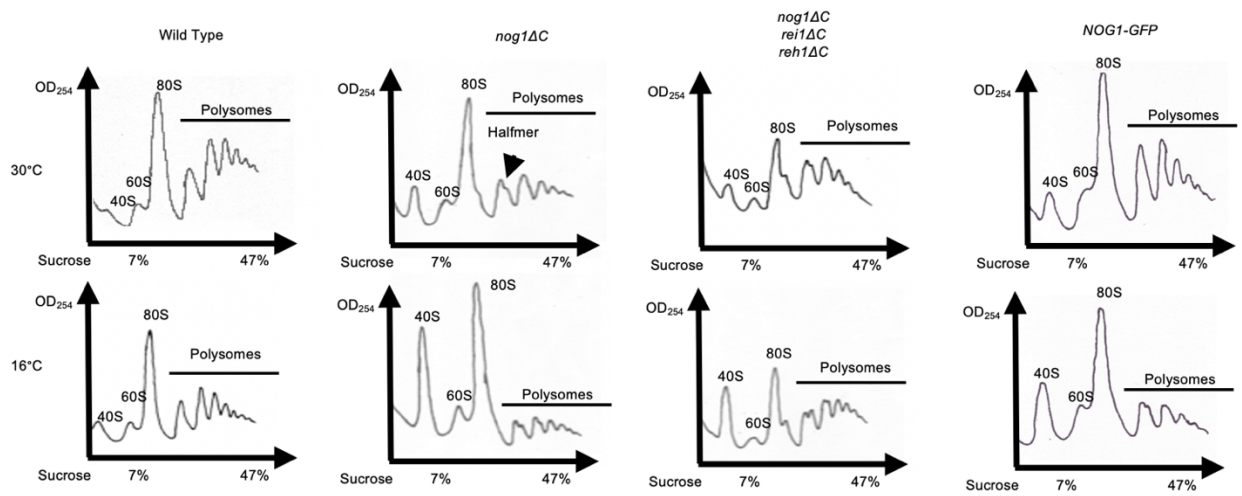 Wild Type
nog1ΔC
nog1ΔC
rei1ΔC
reh1ΔC
NOG1-GFP
30°C
OD254
40S
60S
80S
Polysomes
Sucrose
7%
47%
OD254
40S
60S
80S
Halfmer
Polysomes
Sucrose
7%
47%
OD254
40S
60S
80S
Polysomes
Sucrose
7%
47%
OD254
40S
60S
80S
Polysomes
Sucrose
7%
47%
16°C
OD254
40S
60S
80S
Polysomes
Sucrose
7%
47%
OD254
40S
60S
80S
Polysomes
Sucrose
7%
47%
OD254
40S
60S
80S
Polysomes
Sucrose
7%
47%
OD254
40S
60S
80S
Polysomes
Sucrose
7%
47%